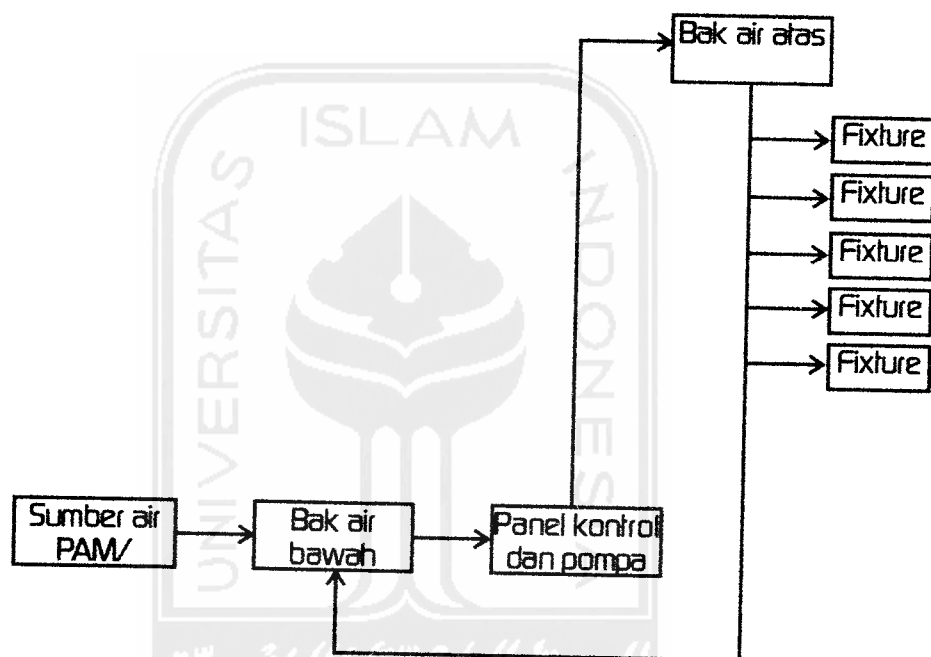 Bak air atas
Fixture
Fixture
Fixture
Fixture
Fixture
Sumber air
PAM/
Bak air
bawah
Panel kontrol
dan pompa
UNIVERSITAS
ISLAM
INDONESIA